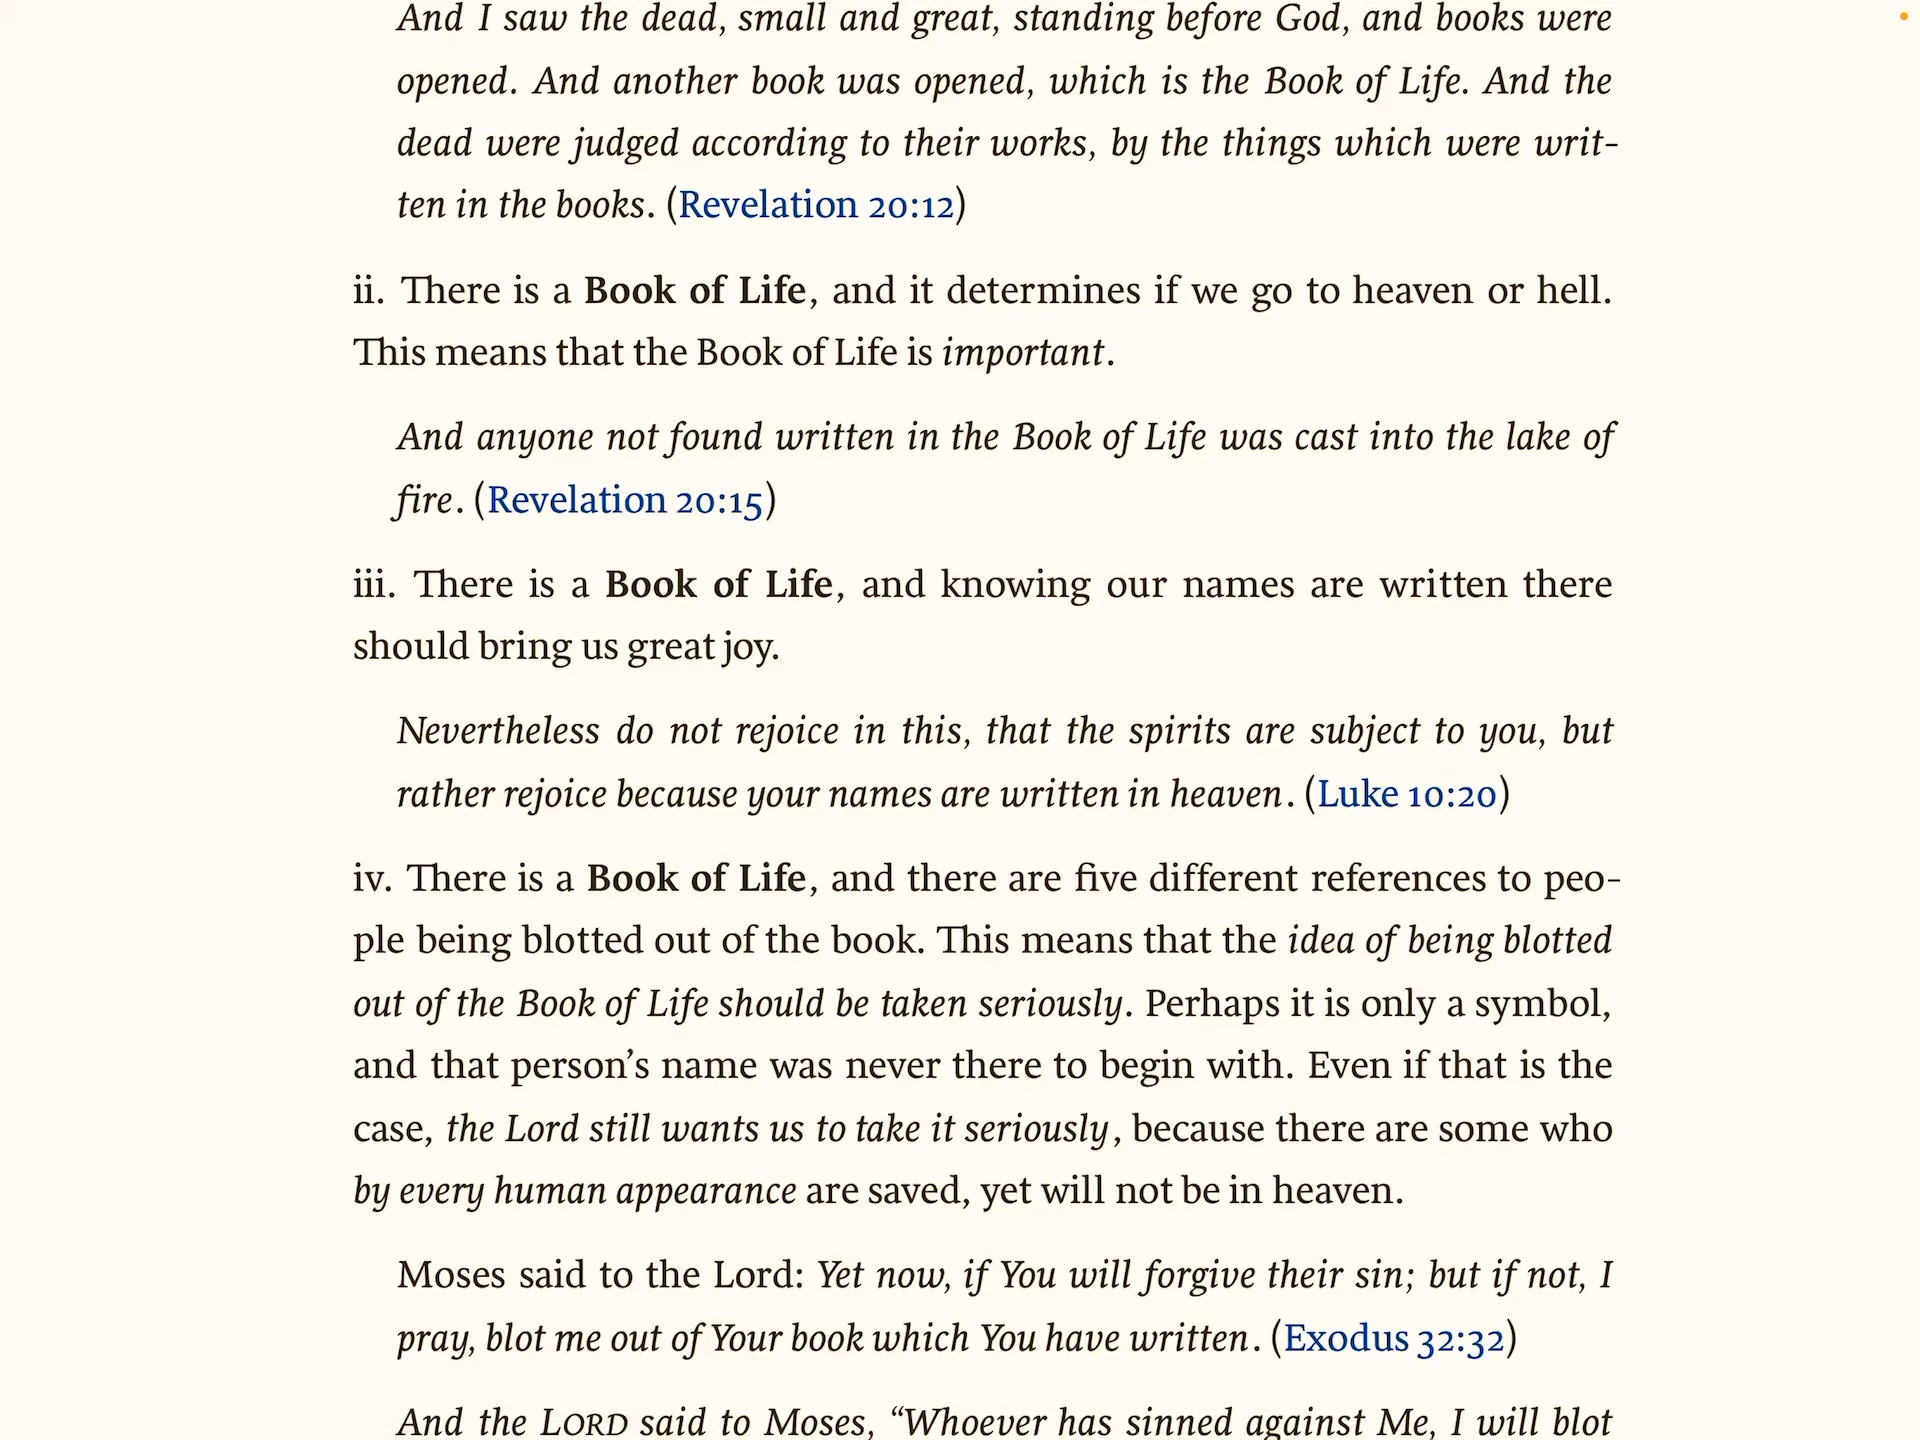 And I saw the dead, small and great, standing before God, and books were
opened. And another book was opened, which is the Book of Life. And the
dead were judged according to their works, by the things which were writ-
ten in the books. (Revelation 20:12)
ii. There is a Book of Life, and it determines if we go to heaven or hell.
This means that the Book of Life is important.
And anyone not found written in the Book of Life was cast into the lake of
fire. (Revelation 20:15)
iii. There is a Book of Life, and knowing our names are written there
should bring us great joy.
Nevertheless do not rejoice in this, that the spirits are subject to you, but
rather rejoice because your names are written in heaven. (Luke 10:20)
iv. There is a Book of Life, and there are five different references to peo-
ple being blotted out of the book. This means that the idea of being blotted
out of the Book of Life should be taken seriously. Perhaps it is only a symbol,
and that person’s name was never there to begin with. Even if that is the
case, the Lord still wants us to take it seriously, because there are some who
by every human appearance are saved, yet will not be in heaven.
Moses said to the Lord: Yet now, if You will forgive their sin; but if not, I
pray, blot me out of Your book which You have written. (Exodus 32:32)
And the LORD said to Moses, “Whoever has sinned against Me, I will blot